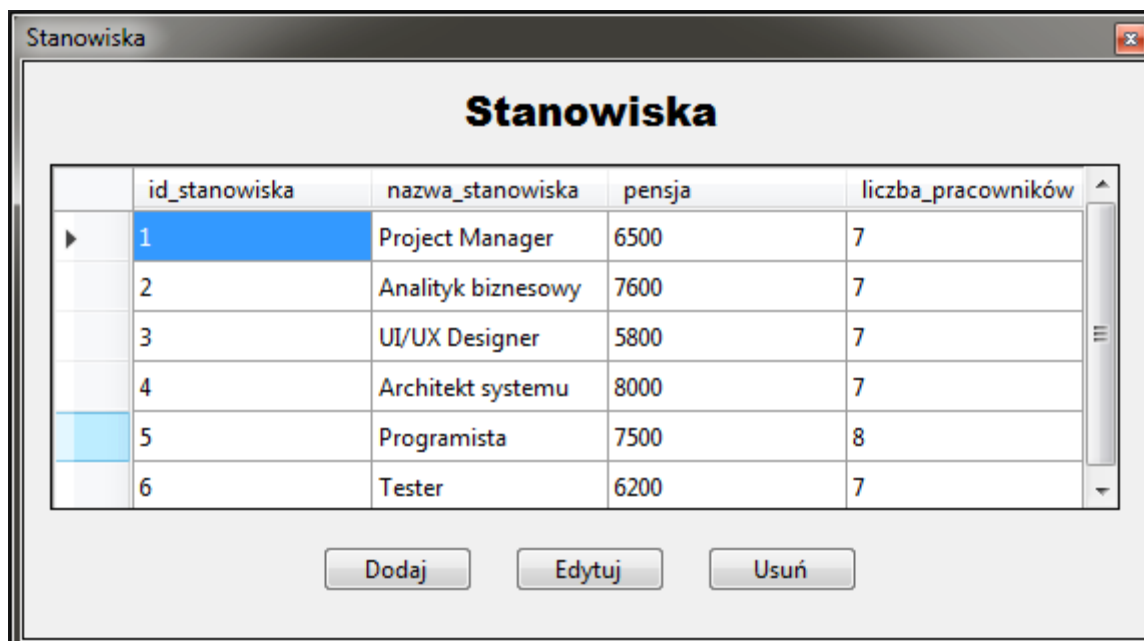 Stanowiska
Stanowiska
id_stanowiska nazwa_stanowiska pensja liczba_pracowników
1 Project Manager 6500 7
2 Analityk biznesowy 7600 7
3 UI/UX Designer 5800 7
4 Architekt systemu 8000 7
5 Programista 7500 8
6 Tester 6200 7
Dodaj Edytuj Usuń